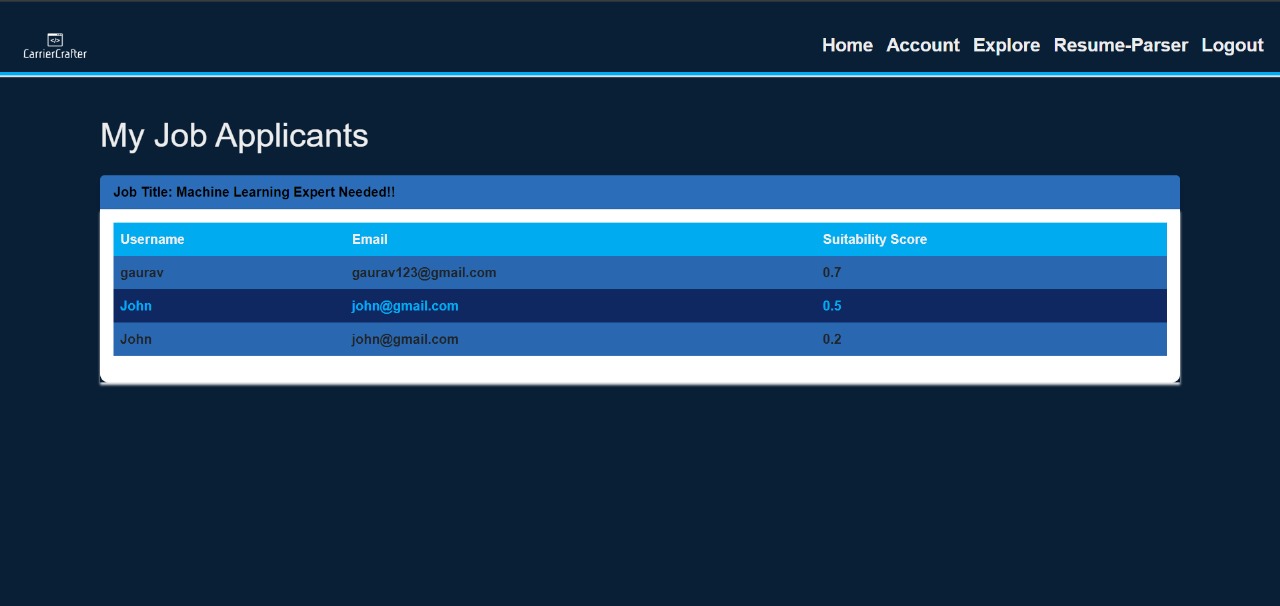 </>
CarrierCrafter
Home Account Explore Resume-Parser Logout
My Job Applicants
Job Title: Machine Learning Expert Needed!!
Username Email Suitability Score
gaurav gaurav123@gmail.com 0.7
John john@gmail.com 0.5
John john@gmail.com 0.2